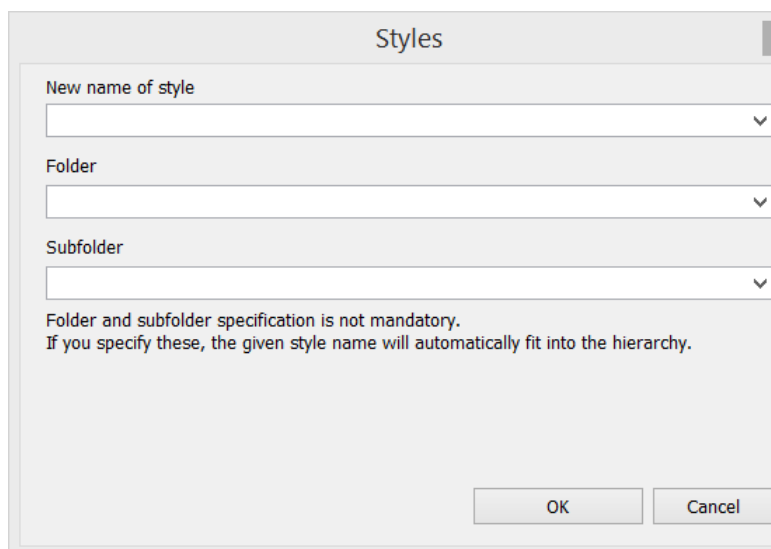 Styles
New name of style
Folder
Subfolder
Folder and subfolder specification is not mandatory.
If you specify these, the given style name will automatically fit into the hierarchy.
OK
Cancel